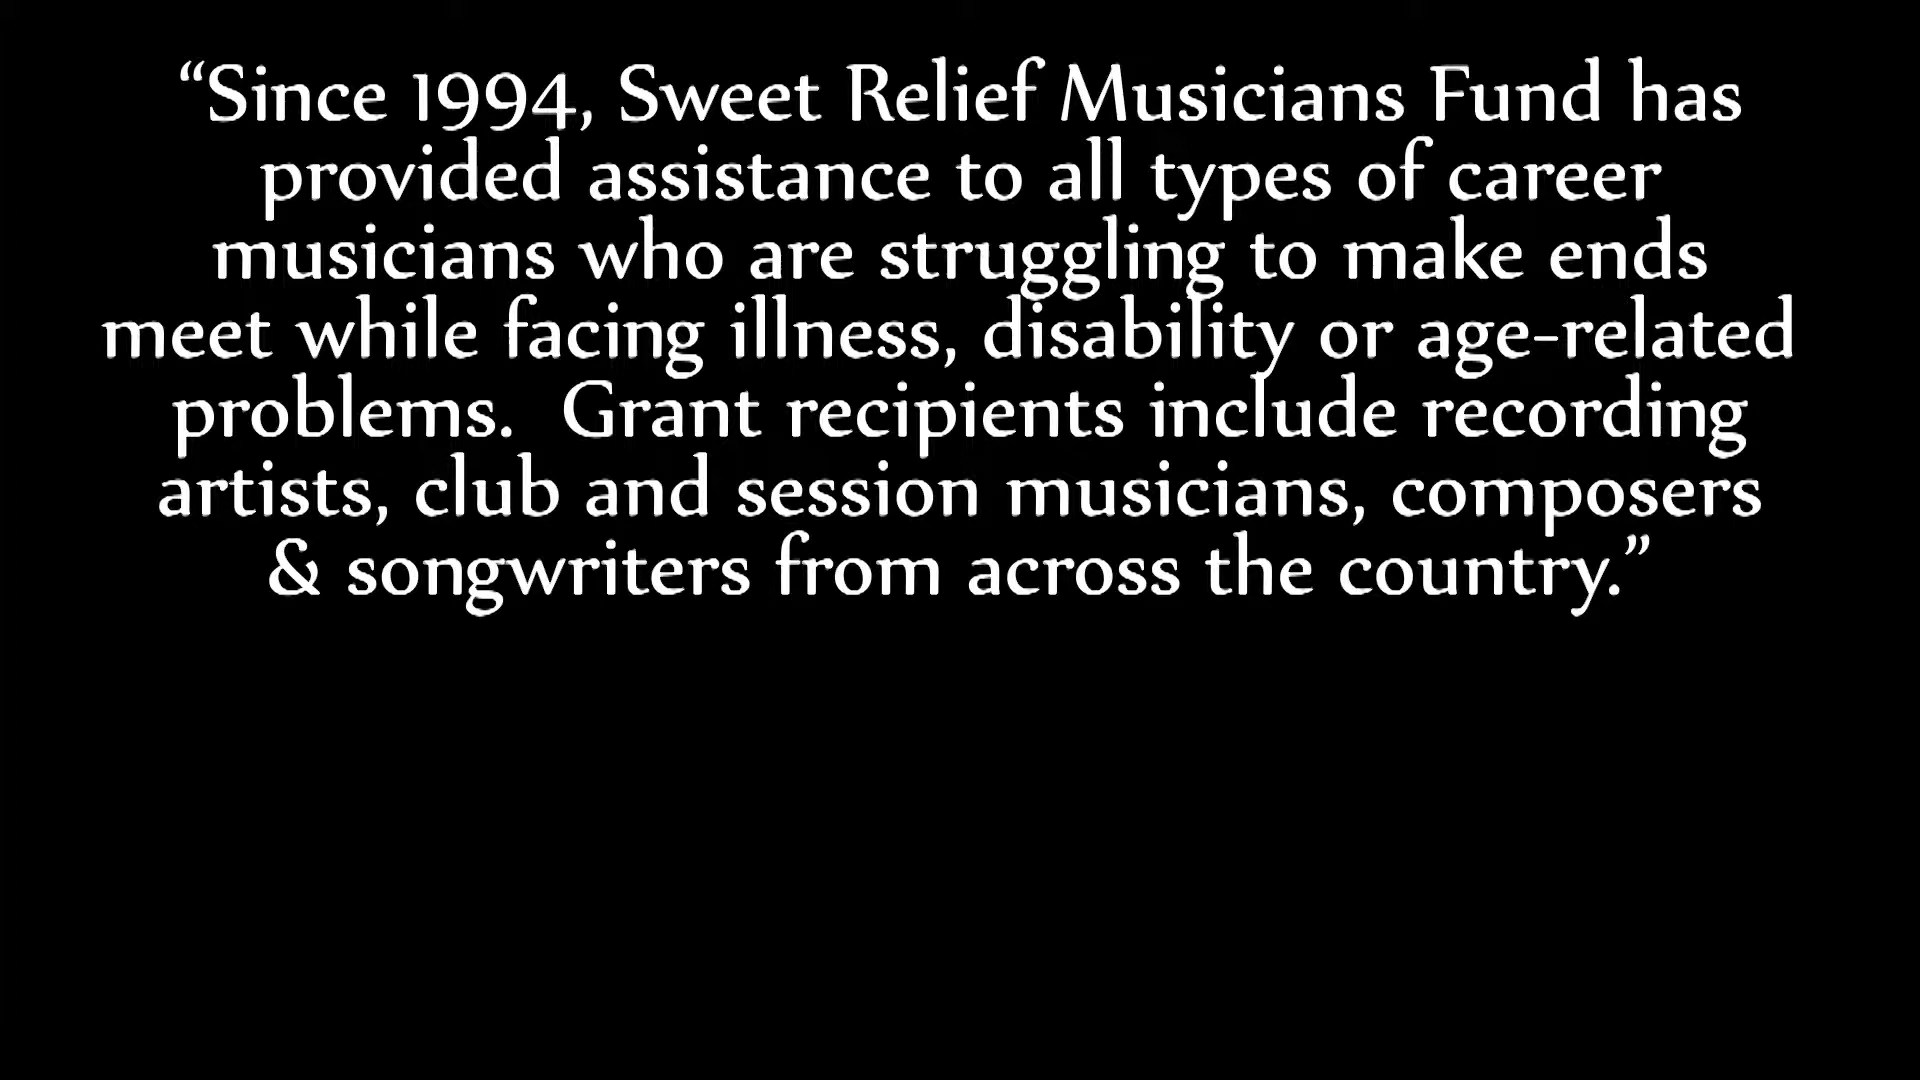 “Since 1994, Sweet Relief Musicians Fund has
provided assistance to all types of career
musicians who are struggling to make ends
meet while facing illness, disability or age-related
problems.  Grant recipients include recording
artists, club and session musicians, composers
& songwriters from across the country.”